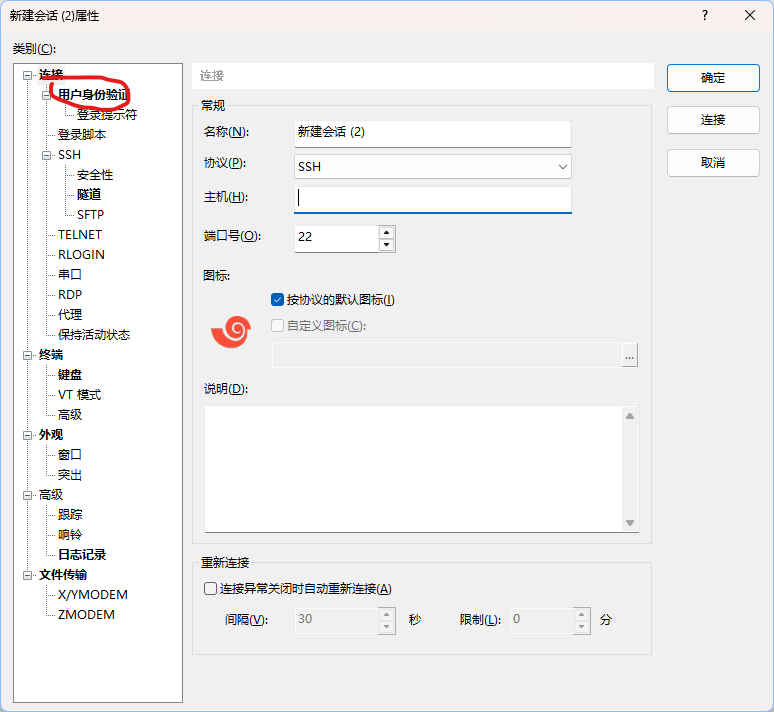 新建会话 (2)属性
?
类别(C):
连接
用户身份验证
登录提示符
登录脚本
SSH
安全性
隧道
SFTP
TELNET
RLOGIN
串口
RDP
代理
保持活动状态
终端
键盘
VT 模式
高级
外观
窗口
突出
高级
跟踪
响铃
日志记录
文件传输
X/YMODEM
ZMODEM
连接
常规
名称(N):
新建会话 (2)
协议(P):
SSH
主机(H):
端口号(O):
22
图标:
按协议的默认图标(I)
自定义图标(C):
...
说明(D):
重新连接
连接异常关闭时自动重新连接(A)
间隔(V):
30
秒
限制(L):
0
分
确定
连接
取消